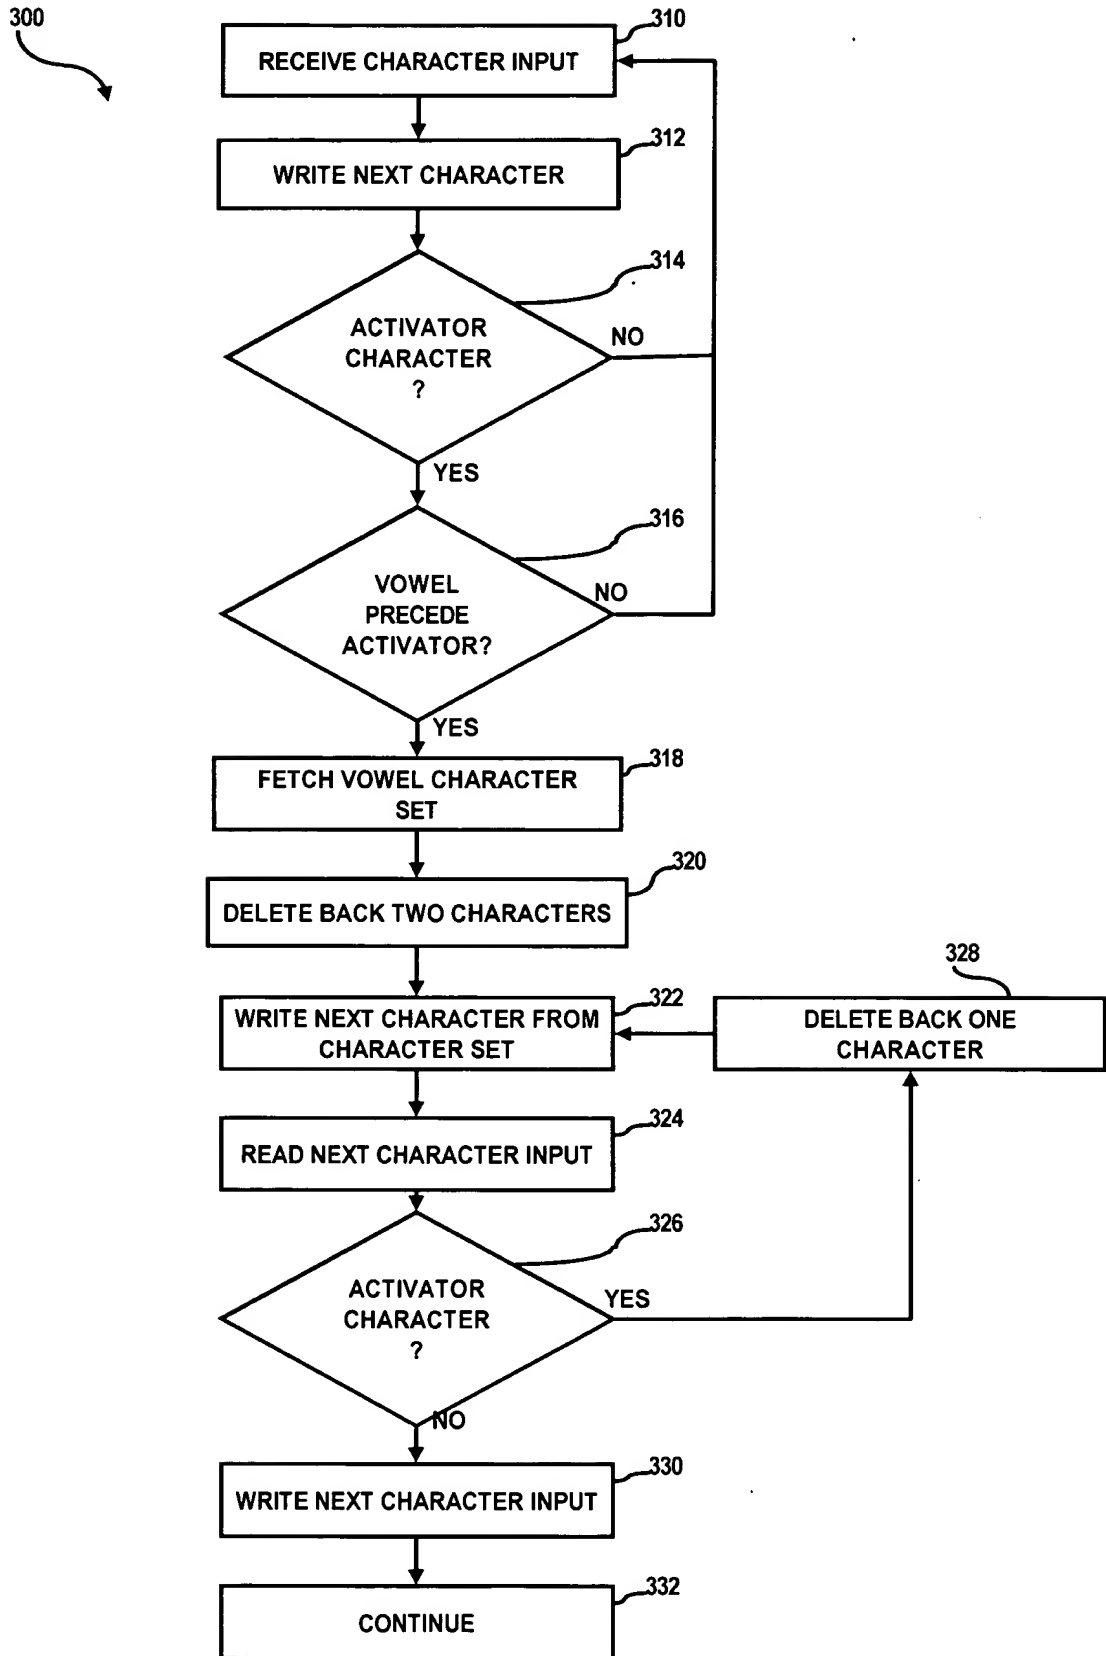 300
310
RECEIVE CHARACTER INPUT
312
WRITE NEXT CHARACTER
314
ACTIVATOR
CHARACTER
?
NO
YES
316
VOWEL
PRECEDE
ACTIVATOR?
NO
YES
318
FETCH VOWEL CHARACTER
SET
320
DELETE BACK TWO CHARACTERS
322
WRITE NEXT CHARACTER FROM
CHARACTER SET
328
DELETE BACK ONE
CHARACTER
324
READ NEXT CHARACTER INPUT
326
ACTIVATOR
CHARACTER
?
YES
NO
330
WRITE NEXT CHARACTER INPUT
332
CONTINUE